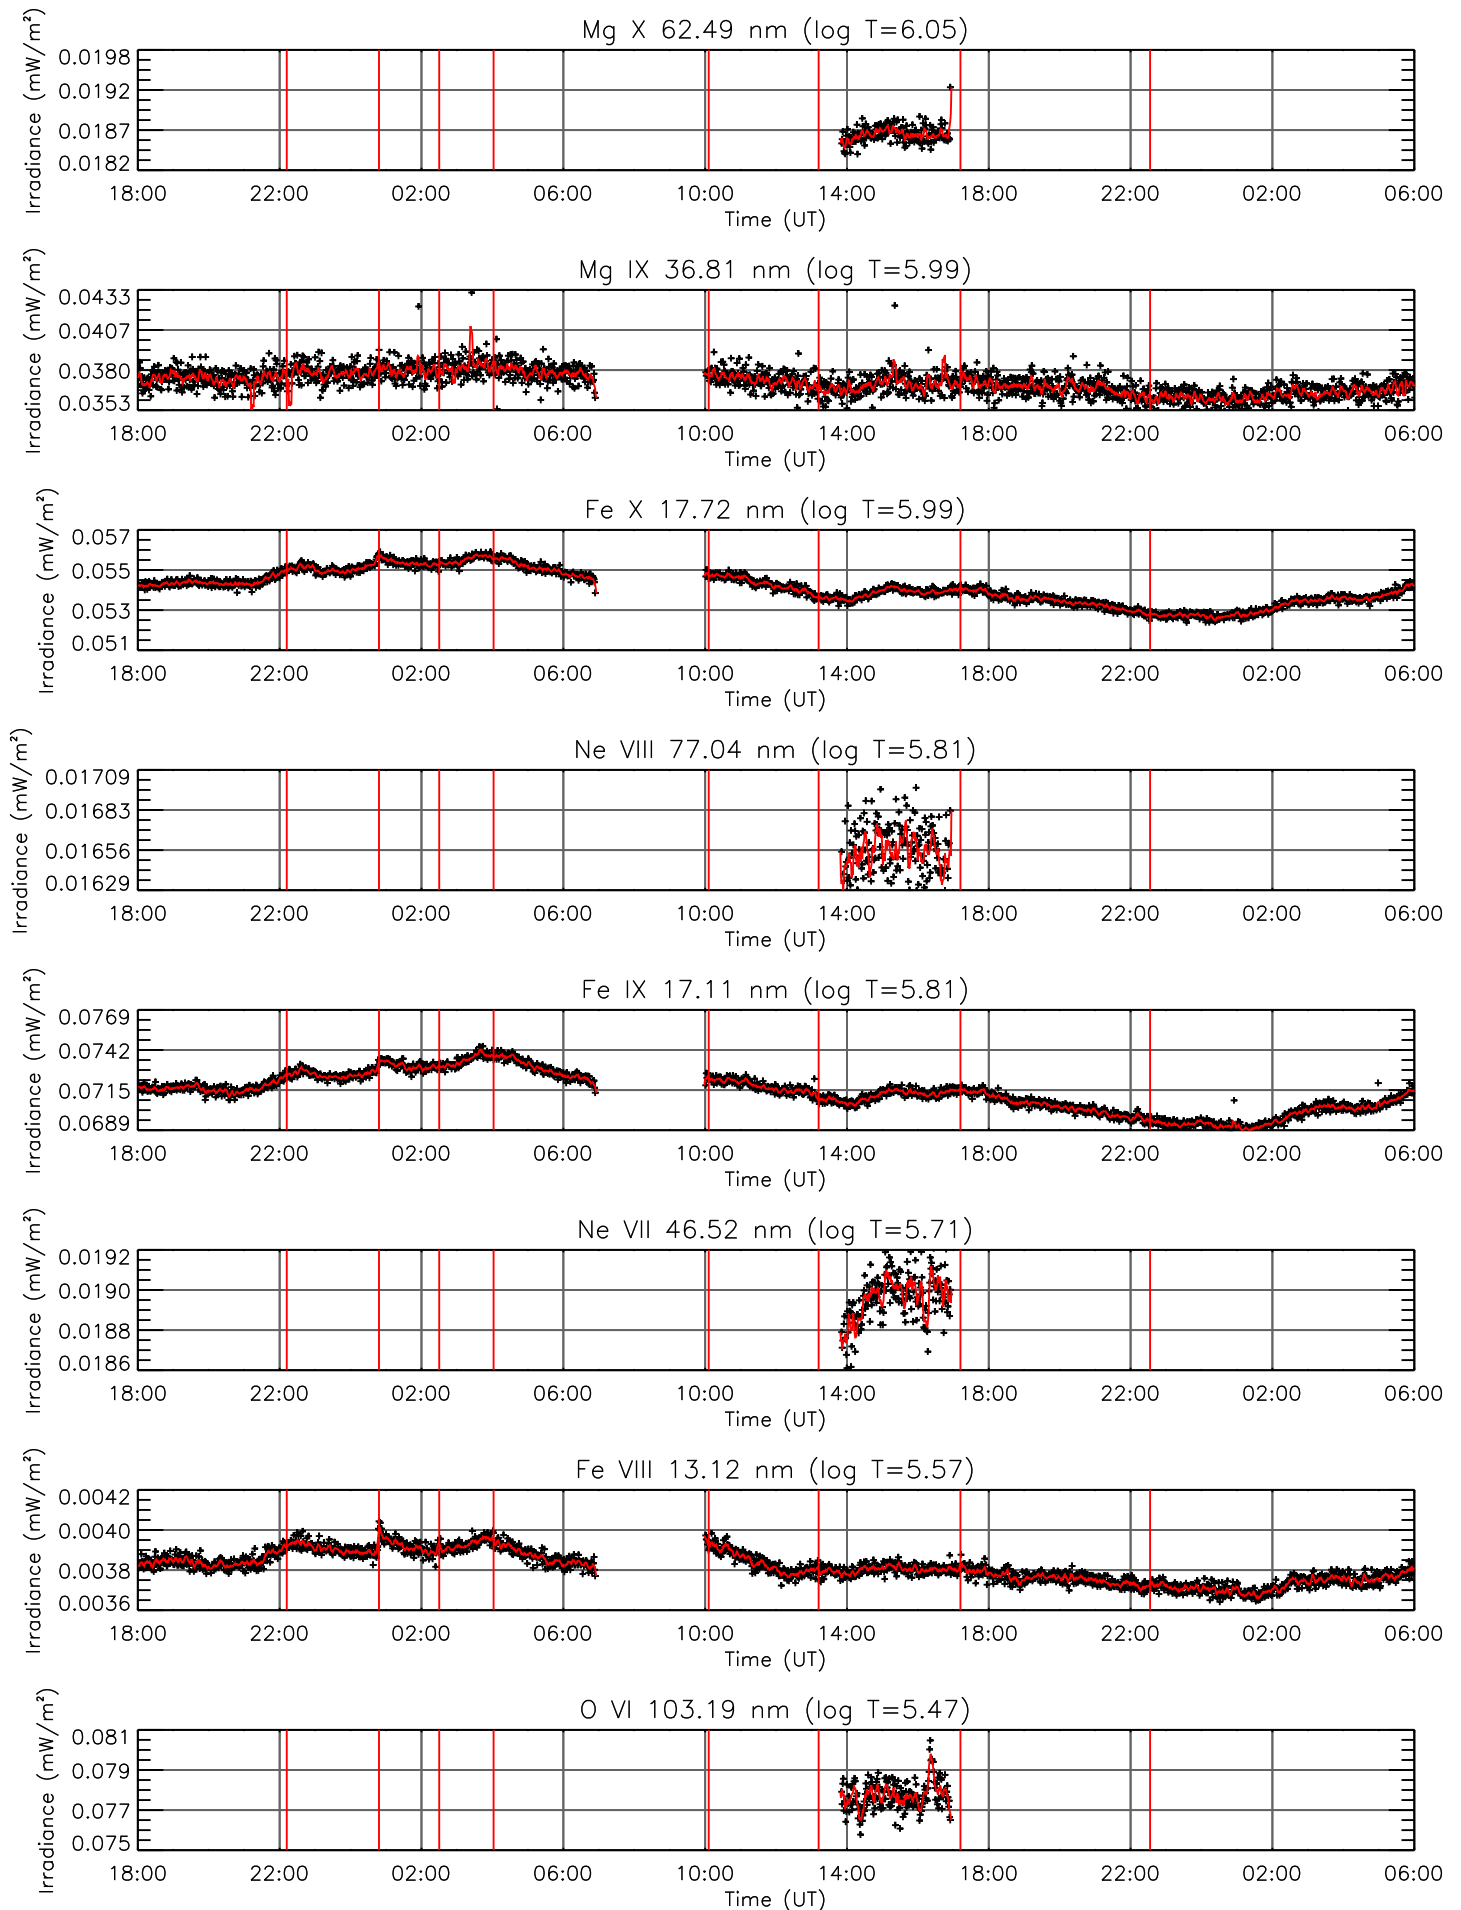 Mg X 62.49 nm (log T=6.05)
Irradiance (mW/m²)
0.0198
0.0192
0.0187
0.0182
18:00 22:00 02:00 06:00 10:00 14:00 18:00 22:00 02:00 06:00
Time (UT)
Mg IX 36.81 nm (log T=5.99)
Irradiance (mW/m²)
0.0433
0.0407
0.0380
0.0353
18:00 22:00 02:00 06:00 10:00 14:00 18:00 22:00 02:00 06:00
Time (UT)
Fe X 17.72 nm (log T=5.99)
Irradiance (mW/m²)
0.057
0.055
0.053
0.051
18:00 22:00 02:00 06:00 10:00 14:00 18:00 22:00 02:00 06:00
Time (UT)
Ne VIII 77.04 nm (log T=5.81)
Irradiance (mW/m²)
0.01709
0.01683
0.01656
0.01629
18:00 22:00 02:00 06:00 10:00 14:00 18:00 22:00 02:00 06:00
Time (UT)
Fe IX 17.11 nm (log T=5.81)
Irradiance (mW/m²)
0.0769
0.0742
0.0715
0.0689
18:00 22:00 02:00 06:00 10:00 14:00 18:00 22:00 02:00 06:00
Time (UT)
Ne VII 46.52 nm (log T=5.71)
Irradiance (mW/m²)
0.0192
0.0190
0.0188
0.0186
18:00 22:00 02:00 06:00 10:00 14:00 18:00 22:00 02:00 06:00
Time (UT)
Fe VIII 13.12 nm (log T=5.57)
Irradiance (mW/m²)
0.0042
0.0040
0.0038
0.0036
18:00 22:00 02:00 06:00 10:00 14:00 18:00 22:00 02:00 06:00
Time (UT)
O VI 103.19 nm (log T=5.47)
Irradiance (mW/m²)
0.081
0.079
0.077
0.075
18:00 22:00 02:00 06:00 10:00 14:00 18:00 22:00 02:00 06:00
Time (UT)